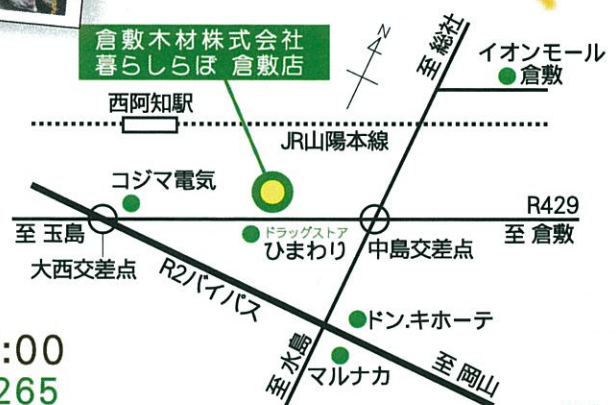 倉敷木材株式会社
暮らしらぼ 倉敷店
Z
至 総社
イオンモール
倉敷
西阿知駅
JR山陽本線
コジマ電気
R429
至 玉島
ドラッグストア
ひまわり
中島交差点
至 倉敷
大西交差点
R2バイパス
ドン.キホーテ
:00
至 水島
マルナカ
至 岡山
265